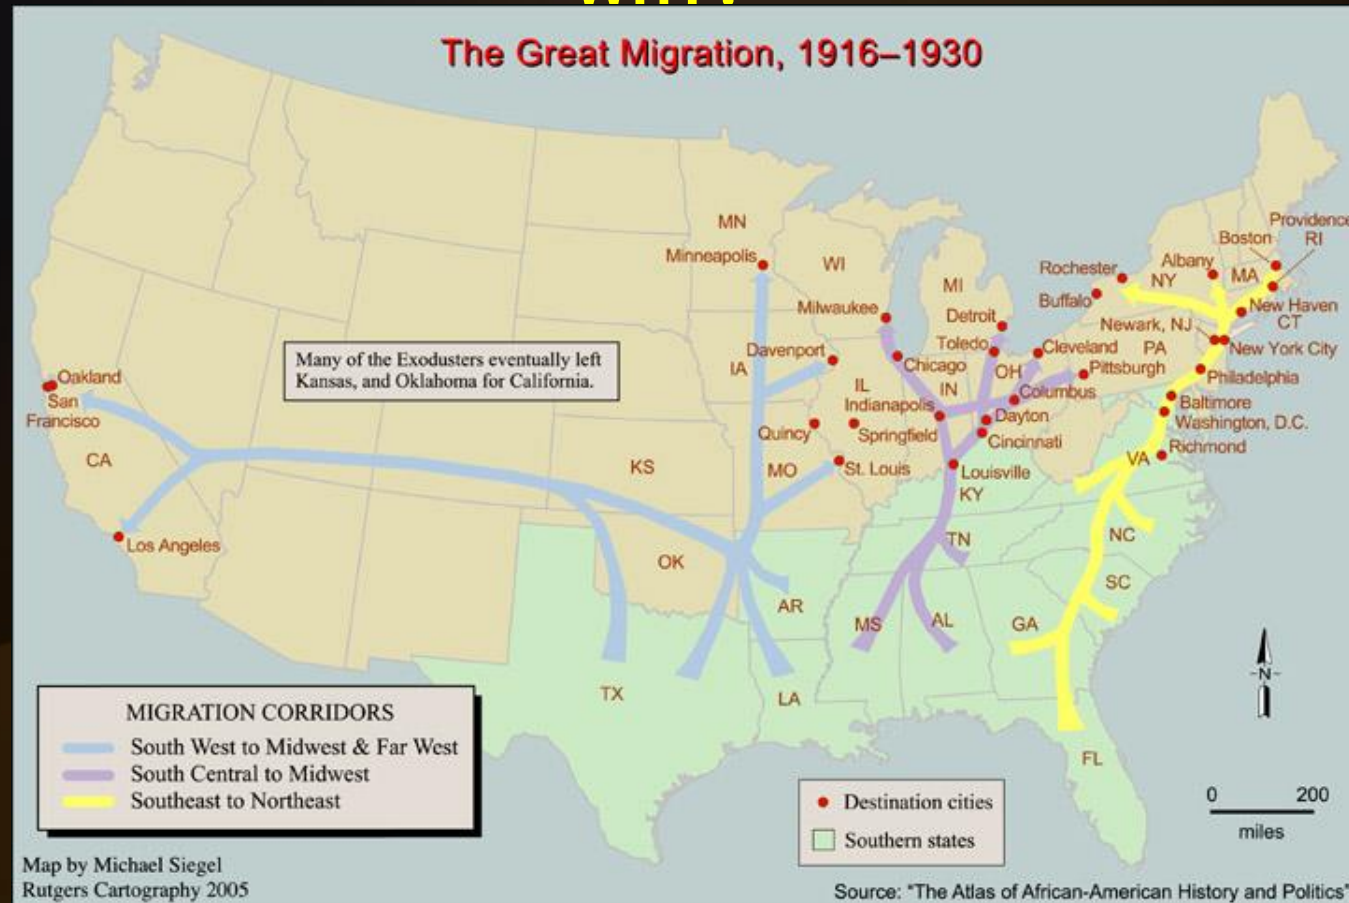 The Great Migration, 1916–1930
MN
Minneapolis
WI
MI
Milwaukee
Detroit
Rochester
Buffalo
Albany
NY
Boston
Providence
RI
MA
New Haven
CT
Newark, NJ
New York City
PA
Toledo
Cleveland
Pittsburgh
Philadelphia
Davenport
IA
Chicago
IL
IN
OH
Columbus
Indianapolis
Dayton
Baltimore
Washington, D.C.
Quincy
Springfield
Cincinnati
Richmond
VA
MO
St. Louis
Louisville
KY
Many of the Exodusters eventually left
Kansas, and Oklahoma for California.
Oakland
San
Francisco
CA
Los Angeles
KS
OK
TN
NC
SC
AR
MS
AL
GA
TX
LA
FL
N
MIGRATION CORRIDORS
South West to Midwest & Far West
South Central to Midwest
Southeast to Northeast
Destination cities
Southern states
0 200
miles
Map by Michael Siegel
Rutgers Cartography 2005
Source: "The Atlas of African-American History and Politics"